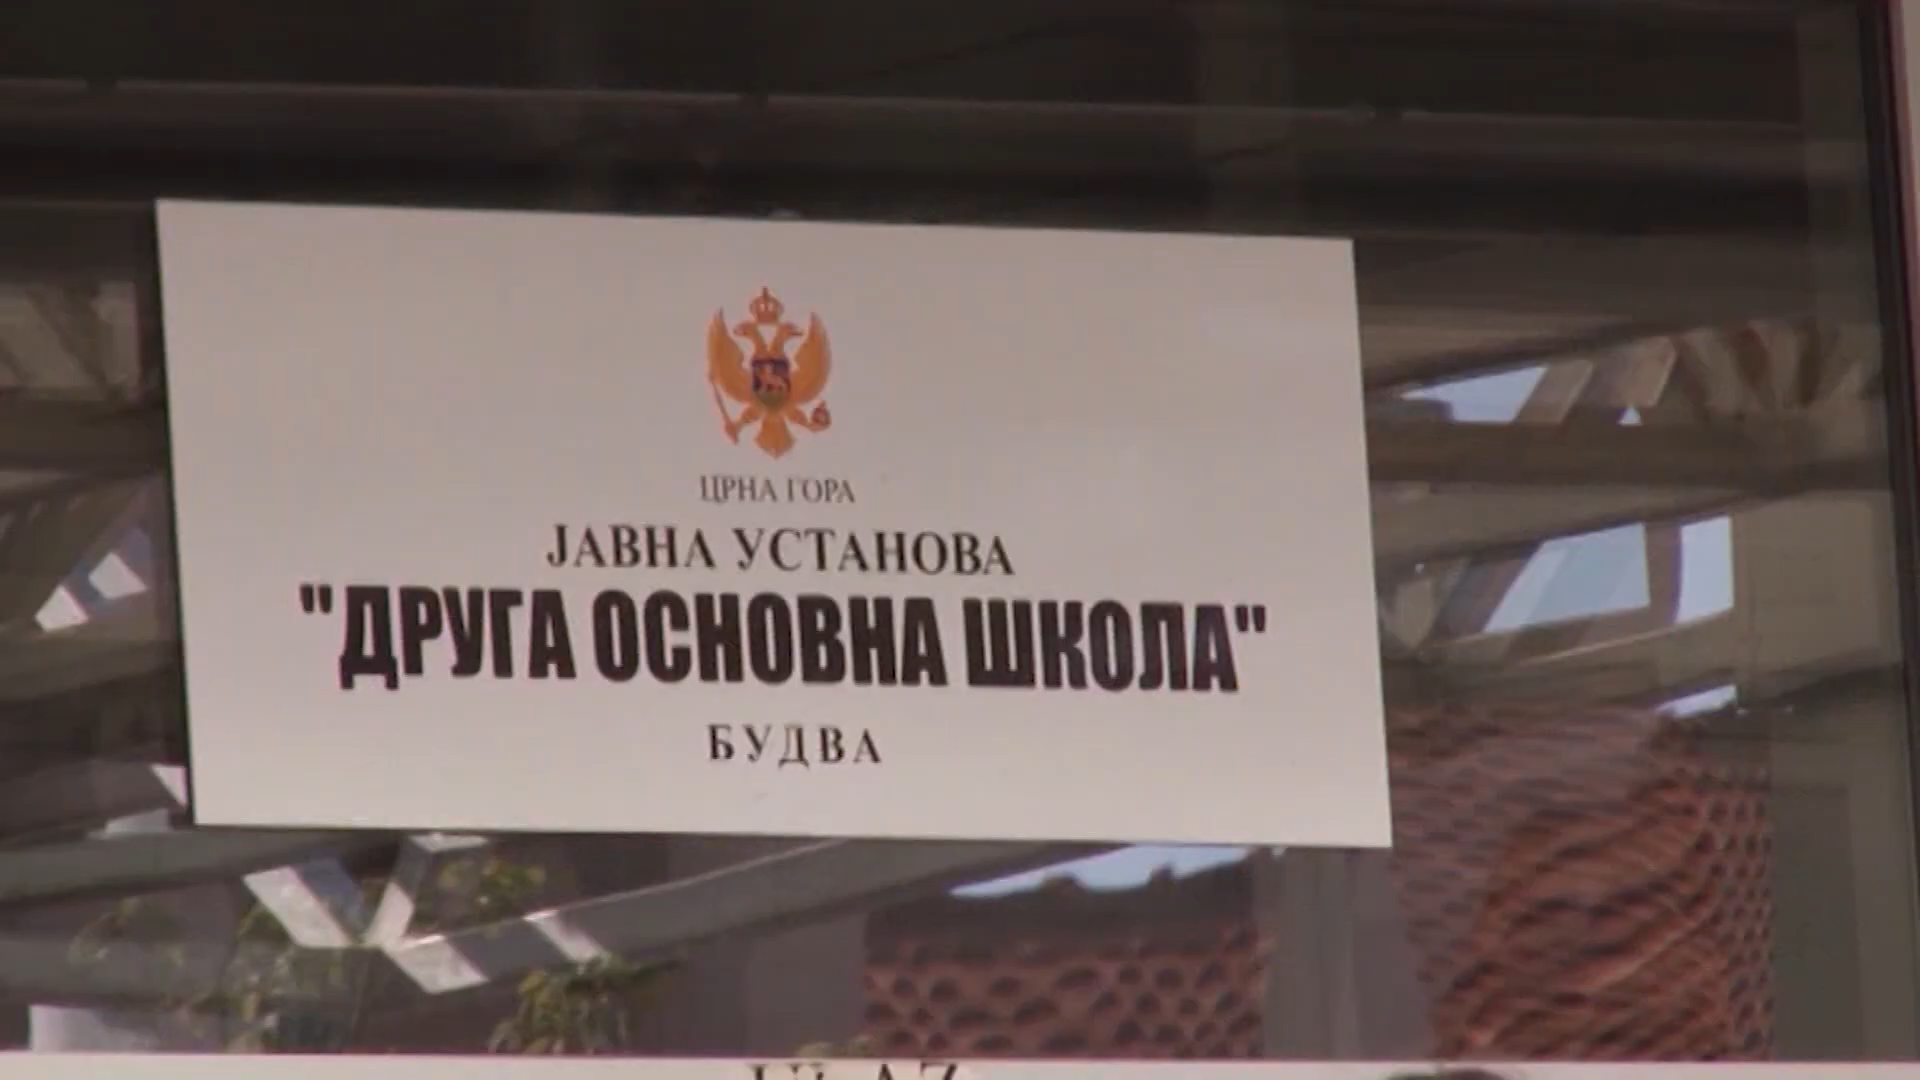 ЦРНА ГОРА
ЈАВНА УСТАНОВА
"ДРУГА ОСНОВНА ШКОЛА"
БУДВА